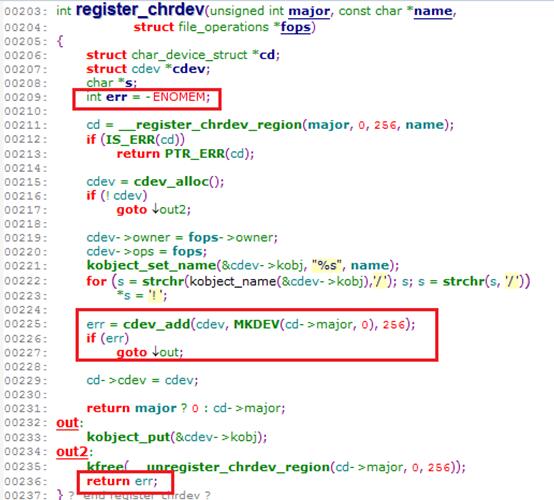 00203: int register_chrdev(unsigned int major, const char *name,
00204: struct file_operations *fops)
00205: {
00206: struct char_device_struct *cd;
00207: struct cdev *cdev;
00208: char *s;
00209: int err = -ENOMEM;
00210:
00211: cd = __register_chrdev_region(major, 0, 256, name);
00212: if (IS_ERR(cd))
00213: return PTR_ERR(cd);
00214:
00215: cdev = cdev_alloc();
00216: if (! cdev)
00217: goto ↓out2;
00218:
00219: cdev->owner = fops->owner;
00220: cdev->ops = fops;
00221: kobject_set_name(&cdev->kobj, "%s", name);
00222: for (s = strchr(kobject_name(&cdev->kobj),'/'); s; s = strchr(s, '/'))
00223: *s = '!';
00224:
00225: err = cdev_add(cdev, MKDEV(cd->major, 0), 256);
00226: if (err)
00227: goto ↓out;
00228:
00229: cd->cdev = cdev;
00230:
00231: return major ? 0 : cd->major;
00232: out:
00233: kobject_put(&cdev->kobj);
00234: out2:
00235: kfree(__unregister_chrdev_region(cd->major, 0, 256));
00236: return err;
00237: } ? end register_chrdev ?